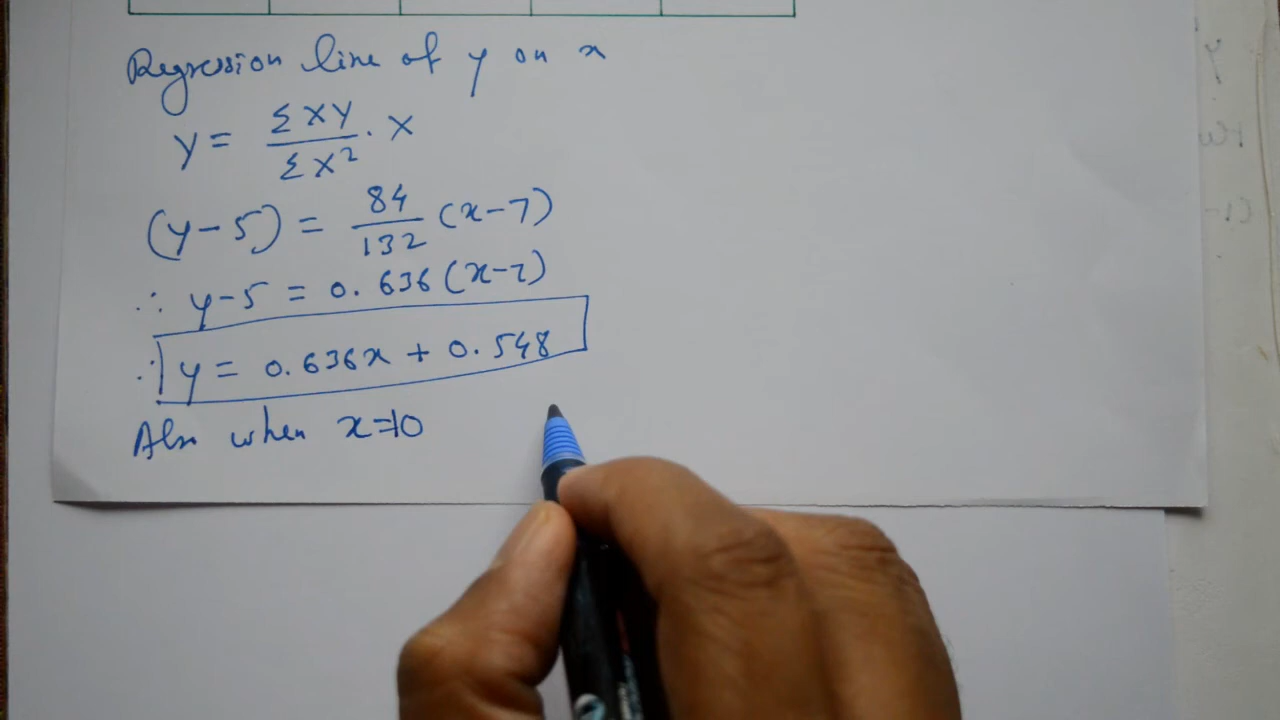 Regression line of y on x
Y = ΣXY / ΣX² · X
(y-5) = 84/132 (x-7)
∴ y-5 = 0.636(x-7)
∴ y = 0.636x + 0.548
Also when x=10